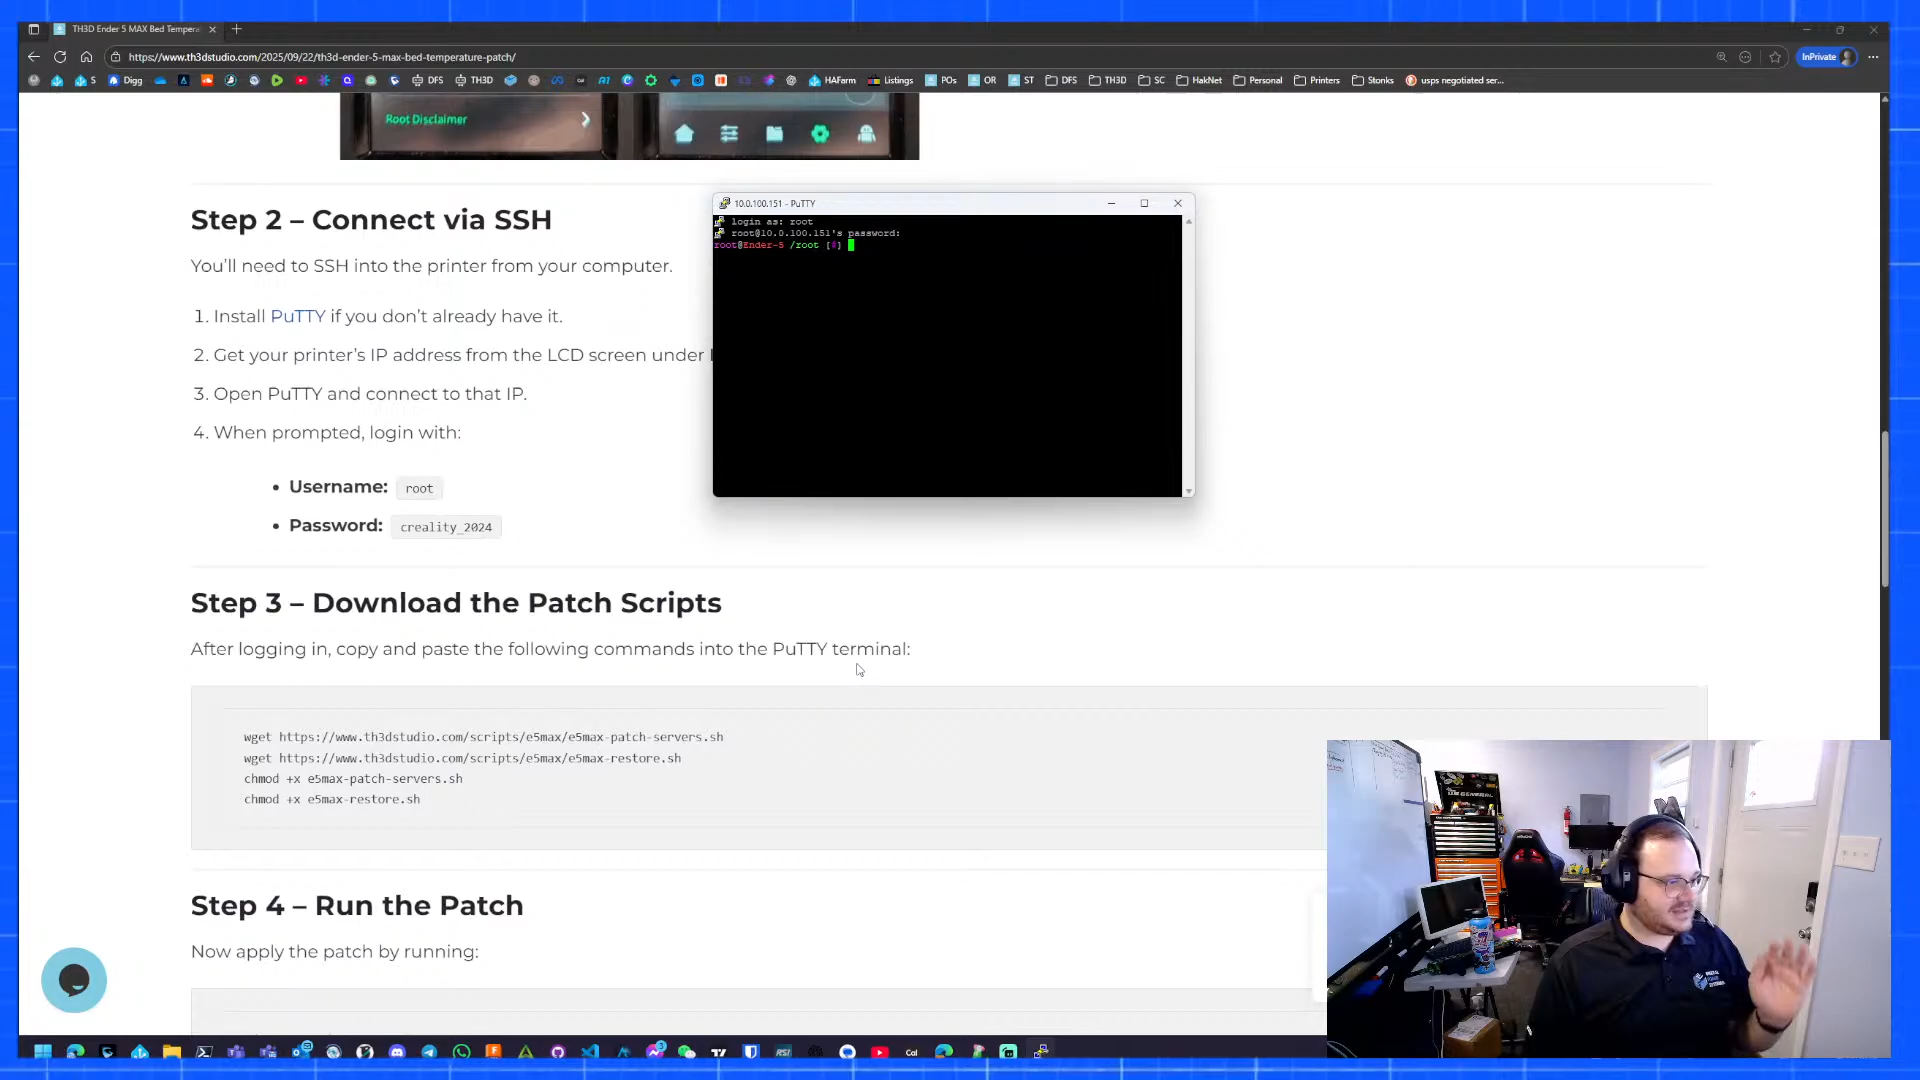 TH3D Ender 5 MAX Bed Tempera
https://www.th3dstudio.com/2025/09/22/th3d-ender-5-max-bed-temperature-patch/
InPrivate
S
Digg
DFS
TH3D
HAFarm
Listings
POs
OR
ST
DFS
TH3D
SC
HakNet
Personal
Printers
Stonks
usps negotiated ser...
Root Disclaimer
Step 2 – Connect via SSH
You’ll need to SSH into the printer from your computer.
1. Install PuTTY if you don’t already have it.
2. Get your printer’s IP address from the LCD screen under
3. Open PuTTY and connect to that IP.
4. When prompted, login with:
• Username: root
• Password: creality_2024
10.0.100.151 - PuTTY
login as: root
root@10.0.100.151's password:
root@Ender-5 /root [#]
Step 3 – Download the Patch Scripts
After logging in, copy and paste the following commands into the PuTTY terminal:
wget https://www.th3dstudio.com/scripts/e5max/e5max-patch-servers.sh
wget https://www.th3dstudio.com/scripts/e5max/e5max-restore.sh
chmod +x e5max-patch-servers.sh
chmod +x e5max-restore.sh
Step 4 – Run the Patch
Now apply the patch by running:
U.S. GENERAL
RSI
Cal